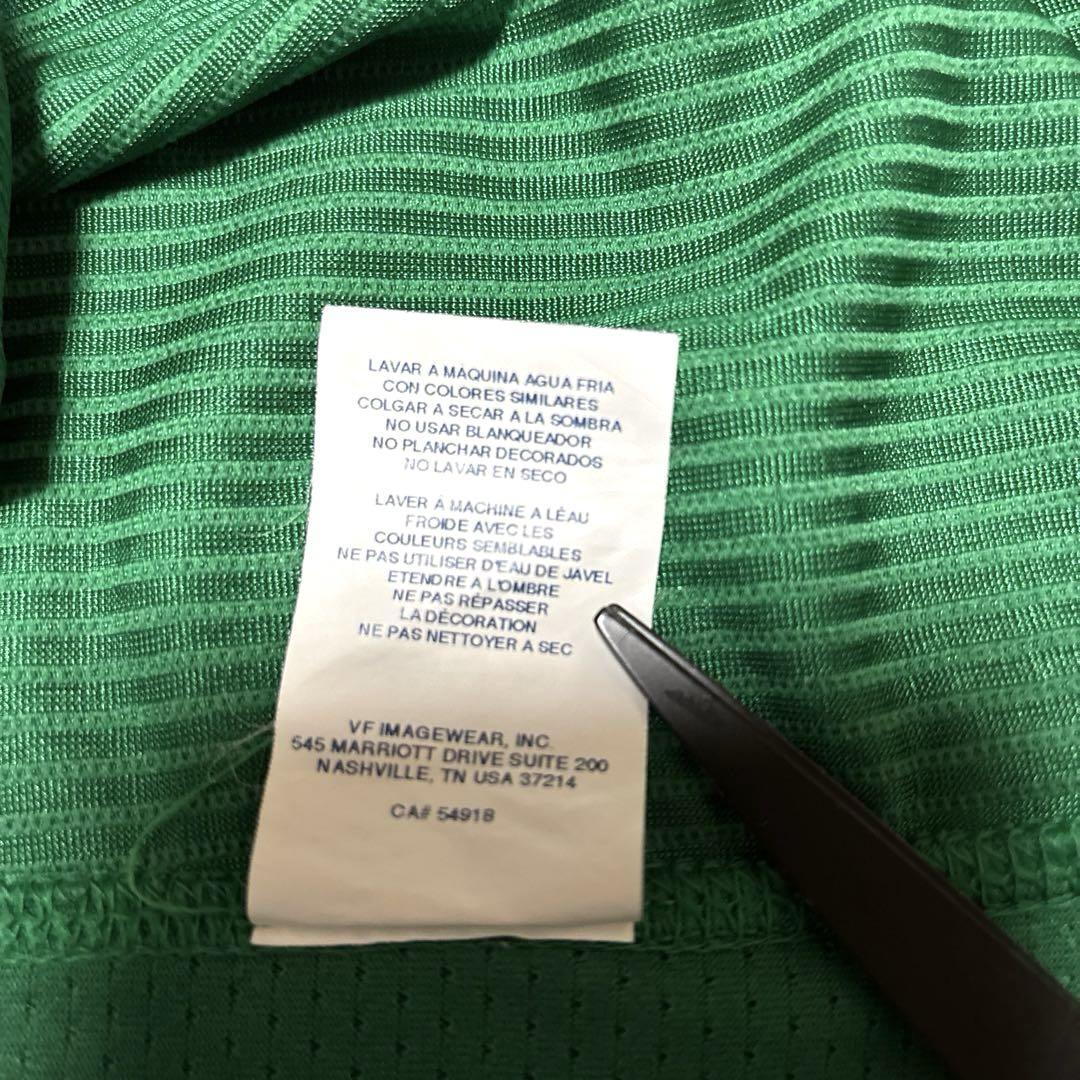 LAVAR A MAQUINA AGUA FRIA
CON COLORES SIMILARES
COLGAR A SECAR A LA SOMBRA
NO USAR BLANQUEADOR
NO PLANCHAR DECORADOS
NO LAVAR EN SECO
LAVER À MACHINE A LÉAU
FROIDE AVEC LES
COULEURS SEMBLABLES
NE PAS UTILISER D'EAU DE JAVEL
ETENDRE A L'OMBRE
NE PAS RÉPASSER
LA DÉCORATION
NE PAS NETTOYER A SEC
VF IMAGEWEAR, INC.
545 MARRIOTT DRIVE SUITE 200
NASHVILLE, TN USA 37214
CA# 54918